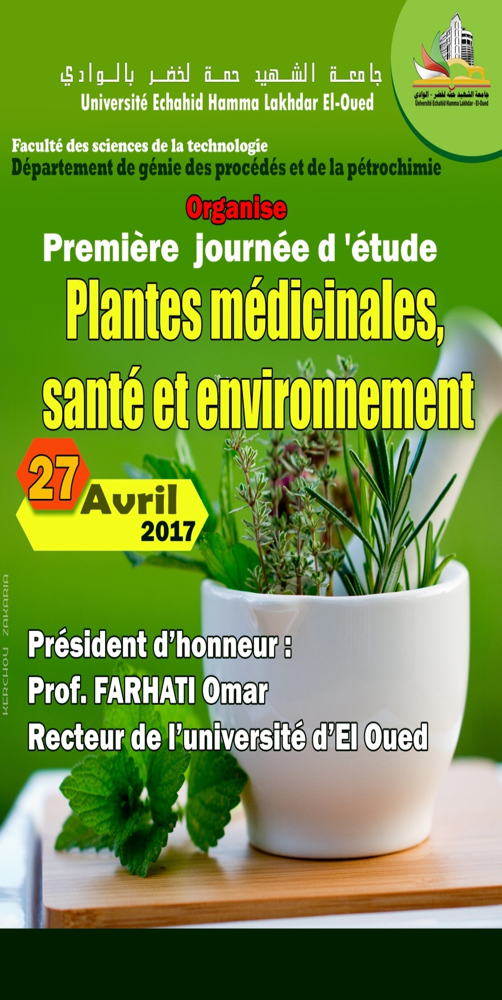 جامعة الشهيد حمة لخضر بالوادي
Université Echahid Hamma Lakhdar El-Oued
جامعة الشهيد حمّه لخضر - الوادي
Université Echahid Hamma Lakhdar - El-Oued
Faculté des sciences de la technologie
Département de génie des procédés et de la pétrochimie
Organise
Première journée d 'étude
Plantes médicinales,
santé et environnement
27
Avril
2017
KERCHOU ZAKARIA
Président d’honneur :
Prof. FARHATI Omar
Recteur de l’université d’El Oued